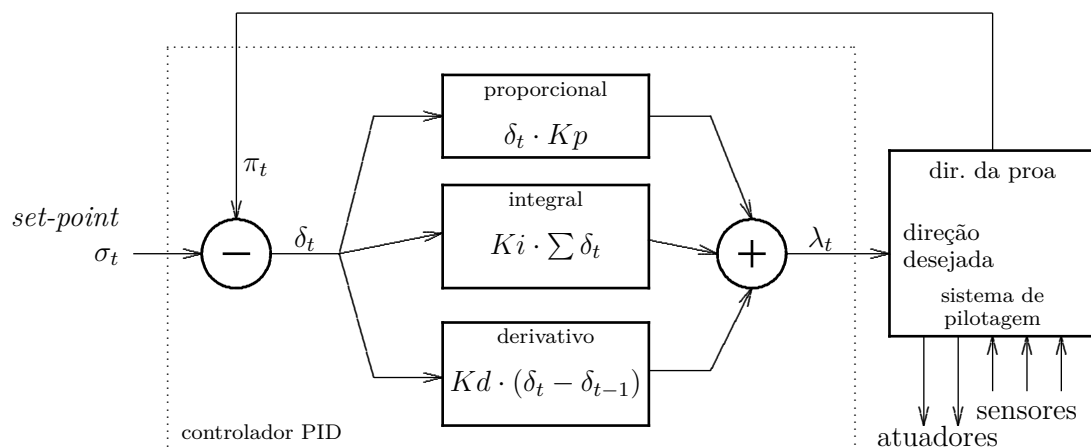 proporcional
δ_t · Kp
π_t
dir. da proa
set-point
integral
σ_t
−
δ_t
Ki · ∑ δ_t
+
λ_t
direção
desejada
sistema de
pilotagem
derivativo
Kd · (δ_t − δ_{t−1})
controlador PID
sensores
atuadores